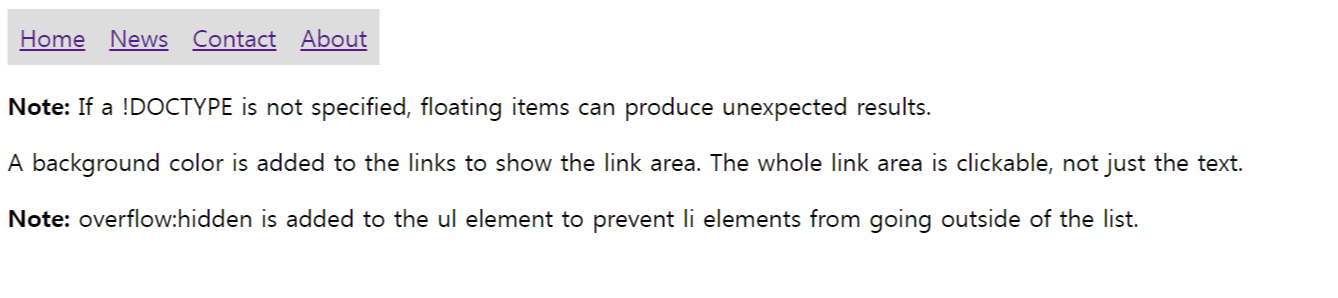 Home News Contact About
Note: If a !DOCTYPE is not specified, floating items can produce unexpected results.
A background color is added to the links to show the link area. The whole link area is clickable, not just the text.
Note: overflow:hidden is added to the ul element to prevent li elements from going outside of the list.